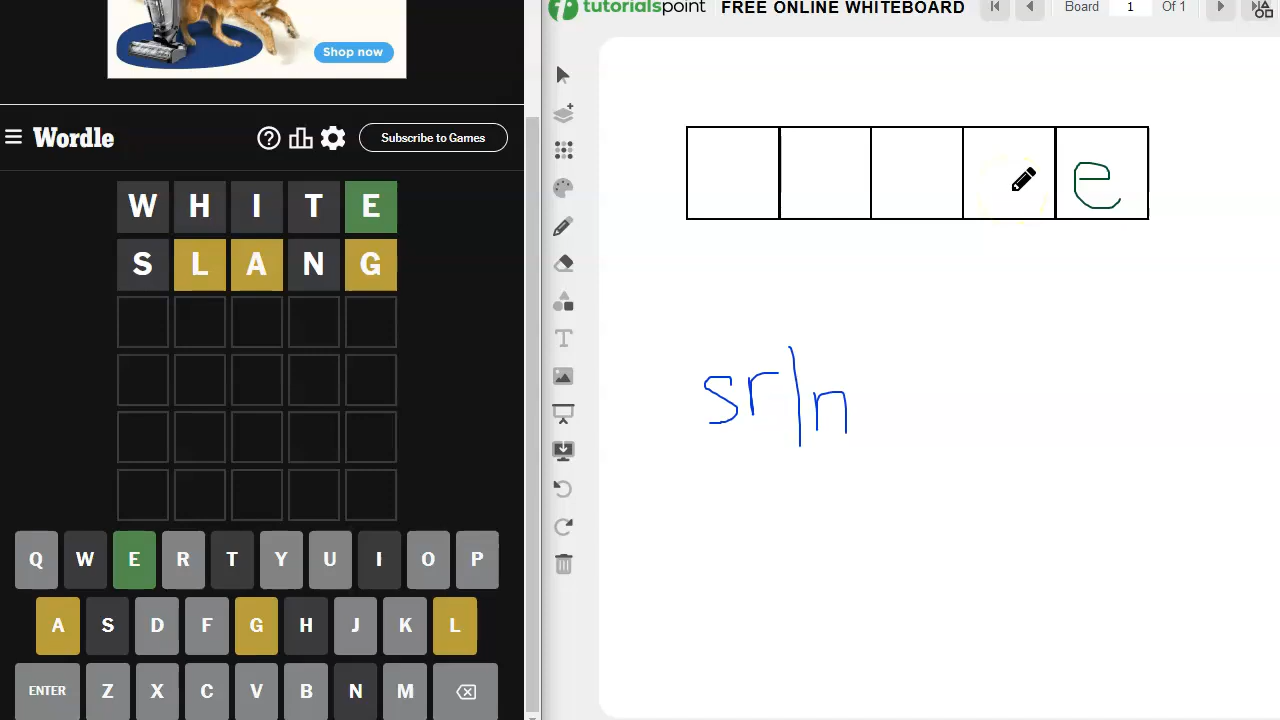 tutorialspoint FREE ONLINE WHITEBOARD Board 1 Of 1
Shop now
Wordle Subscribe to Games
W H I T E
S L A N G
e
sr|n
T
Q W E R T Y U I O P
A S D F G H J K L
ENTER Z X C V B N M